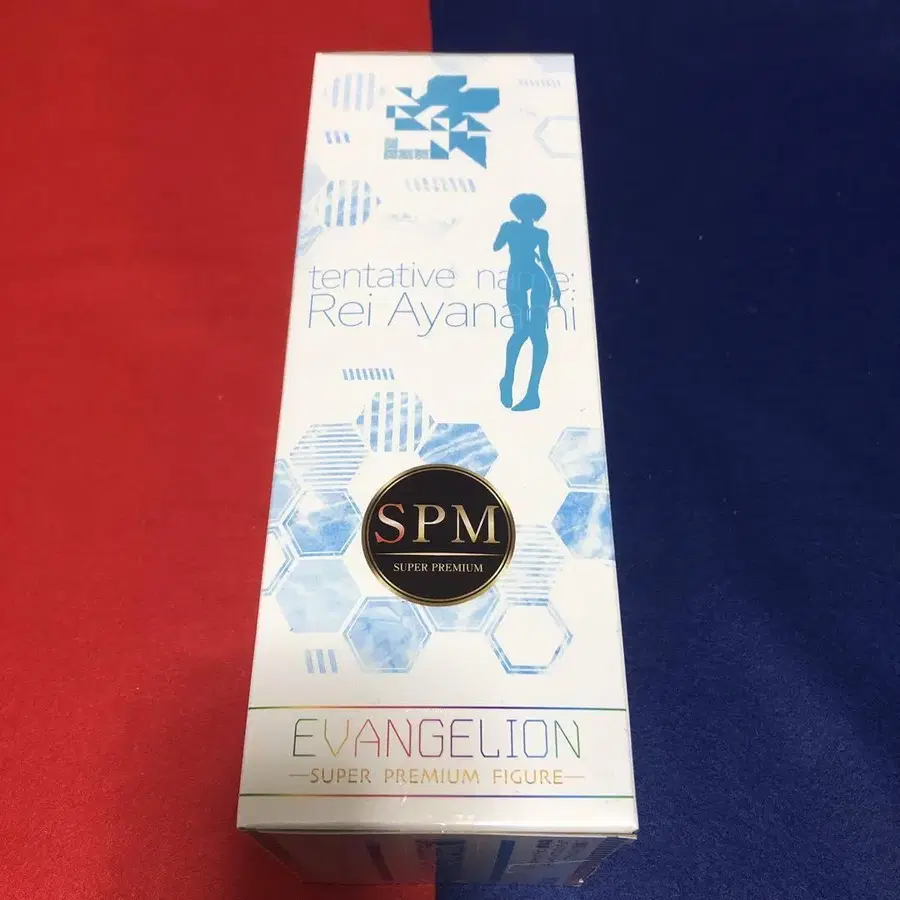 tentative name:
Rei Ayanami
SPM
SUPER PREMIUM
EVANGELION
—SUPER PREMIUM FIGURE—